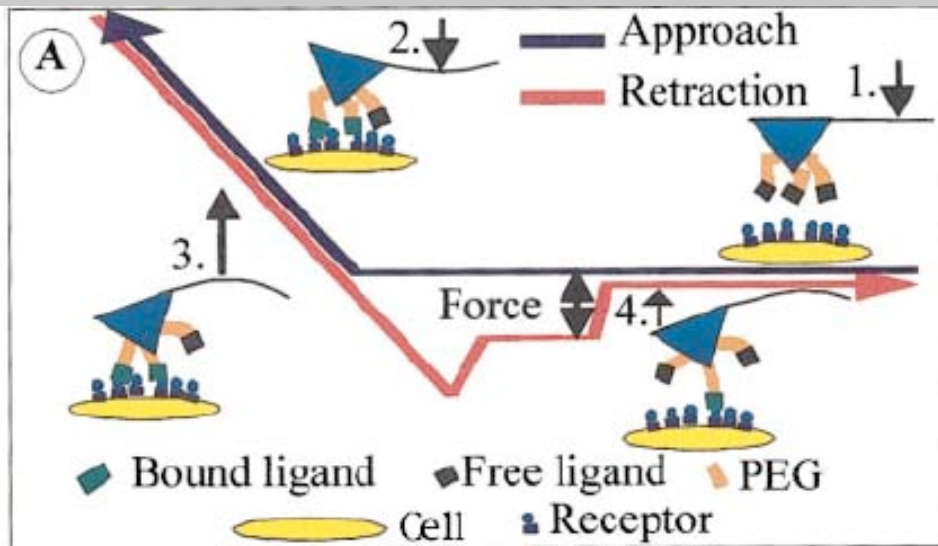 A
2.
Approach
Retraction
1.
3.
Force
4.
Bound ligand
Free ligand
PEG
Cell
Receptor